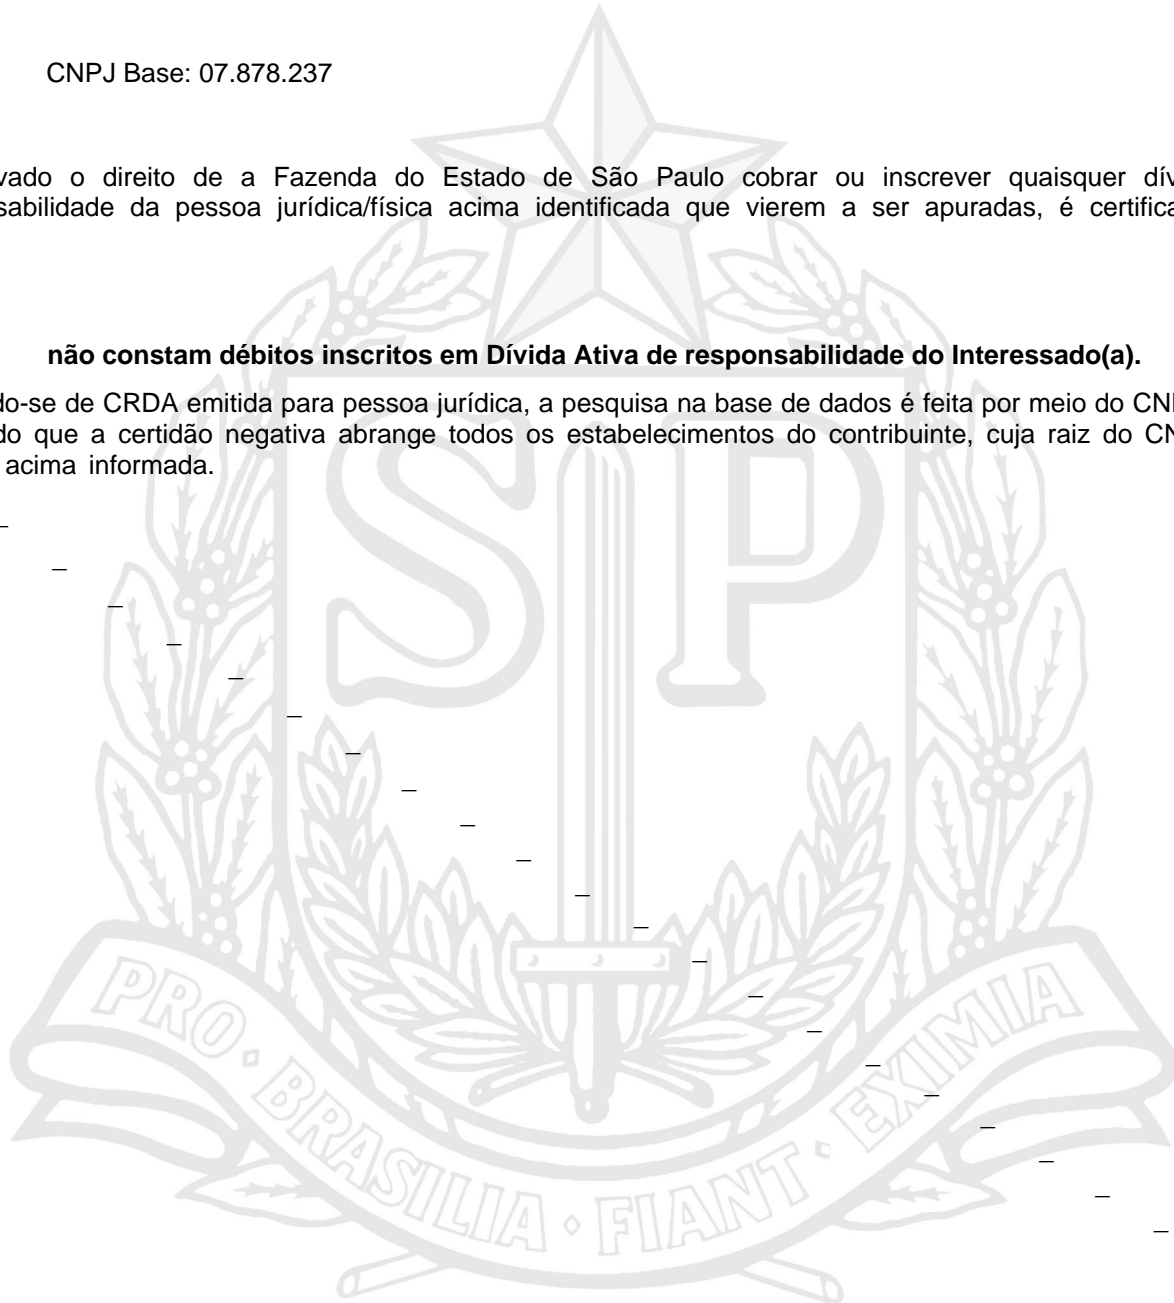 CNPJ Base: 07.878.237
vado o direito de a Fazenda do Estado de São Paulo cobrar ou inscrever quaisquer dív
sabilidade da pessoa jurídica/física acima identificada que vierem a ser apuradas, é certifica
não constam débitos inscritos em Dívida Ativa de responsabilidade do Interessado(a).
do-se de CRDA emitida para pessoa jurídica, a pesquisa na base de dados é feita por meio do CN
do que a certidão negativa abrange todos os estabelecimentos do contribuinte, cuja raiz do CN
acima informada.
SP
PRO · BRASILIA · FIANT · EXIMIA